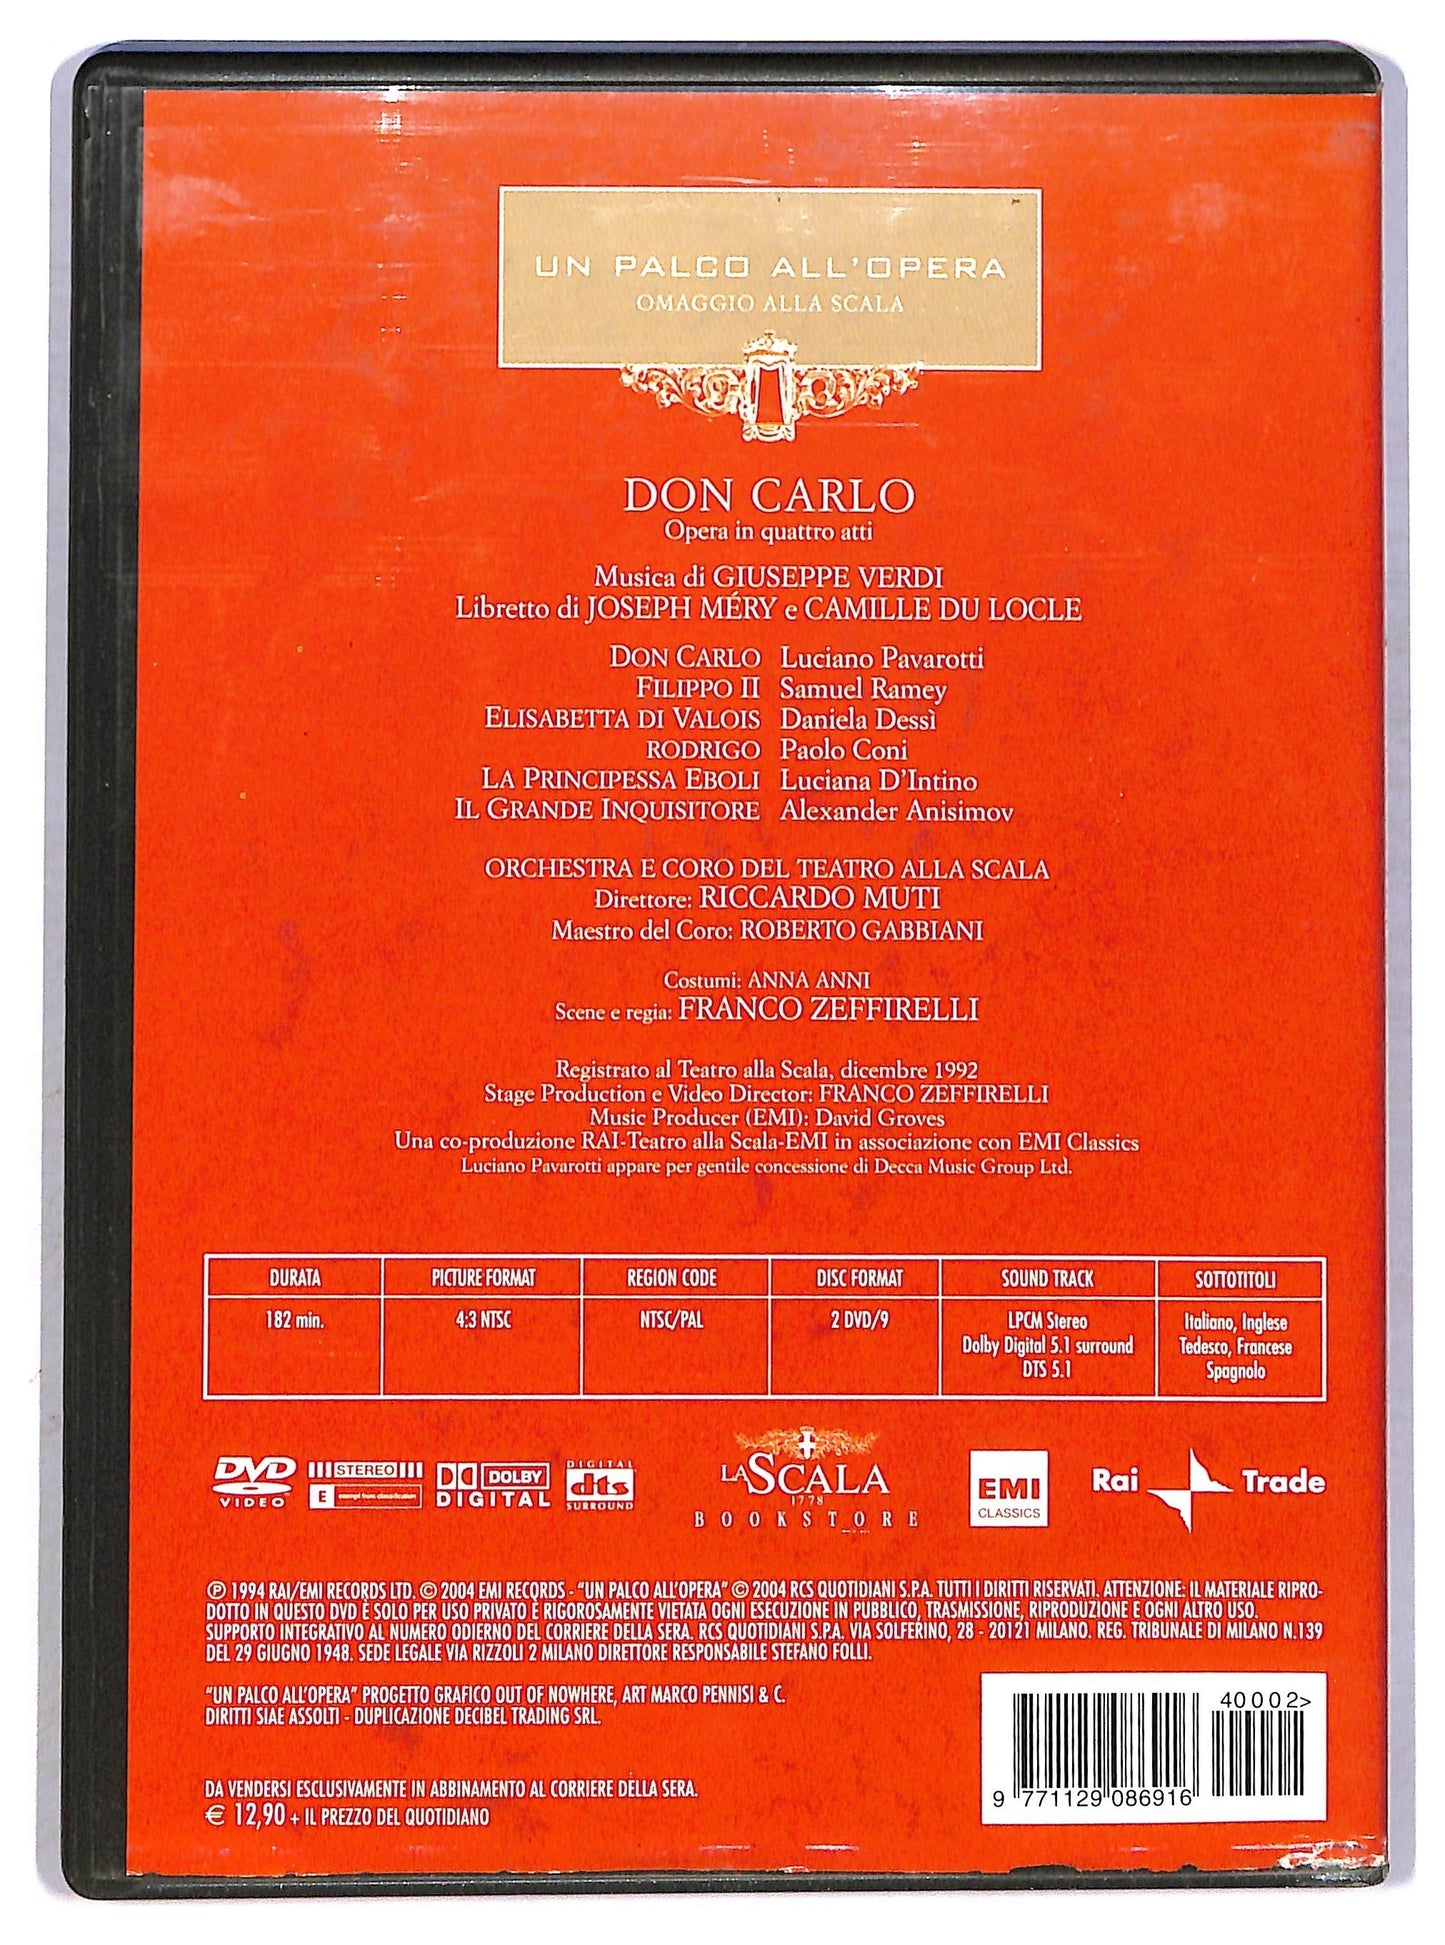 UN PALCO ALL'OPERA
OMAGGIO ALLA SCALA
DON CARLO
Opera in quattro atti
Musica di GIUSEPPE VERDI
Libretto di JOSEPH MÉRY e CAMILLE DU LOCLE
DON CARLO Luciano Pavarotti
FILIPPO II Samuel Ramey
ELISABETTA DI VALOIS Daniela Dessì
RODRIGO Paolo Coni
LA PRINCIPESSA EBOLI Luciana D'Intino
IL GRANDE INQUISITORE Alexander Anisimov
ORCHESTRA E CORO DEL TEATRO ALLA SCALA
Direttore: RICCARDO MUTI
Maestro del Coro: ROBERTO GABBIANI
Costumi: ANNA ANNI
Scene e regia: FRANCO ZEFFIRELLI
Registrato al Teatro alla Scala, dicembre 1992
Stage Production e Video Director: FRANCO ZEFFIRELLI
Music Producer (EMI): David Groves
Una co-produzione RAI-Teatro alla Scala-EMI in associazione con EMI Classics
Luciano Pavarotti appare per gentile concessione di Decca Music Group Ltd.
DURATA PICTURE FORMAT REGION CODE DISC FORMAT SOUND TRACK SOTTOTITOLI
182 min. 4:3 NTSC NTSC/PAL 2 DVD/9 LPCM Stereo Italiano, Inglese
Dolby Digital 5.1 surround Tedesco, Francese
DTS 5.1 Spagnolo
DVD VIDEO
STEREO
E exempt from classification
DOLBY DIGITAL
DIGITAL dts SURROUND
LA SCALA
1778
BOOKSTORE
EMI
CLASSICS
Rai Trade
℗ 1994 RAI/EMI RECORDS LTD. © 2004 EMI RECORDS - "UN PALCO ALL'OPERA" © 2004 RCS QUOTIDIANI S.P.A. TUTTI I DIRITTI RISERVATI. ATTENZIONE: IL MATERIALE RIPRO-
DOTTO IN QUESTO DVD È SOLO PER USO PRIVATO È RIGOROSAMENTE VIETATA OGNI ESECUZIONE IN PUBBLICO, TRASMISSIONE, RIPRODUZIONE E OGNI ALTRO USO.
SUPPORTO INTEGRATIVO AL NUMERO ODIERNO DEL CORRIERE DELLA SERA. RCS QUOTIDIANI S.P.A. VIA SOLFERINO, 28 - 20121 MILANO. REG. TRIBUNALE DI MILANO N.139
DEL 29 GIUGNO 1948. SEDE LEGALE VIA RIZZOLI 2 MILANO DIRETTORE RESPONSABILE STEFANO FOLLI.
"UN PALCO ALL'OPERA" PROGETTO GRAFICO OUT OF NOWHERE, ART MARCO PENNISI & C.
DIRITTI SIAE ASSOLTI - DUPLICAZIONE DECIBEL TRADING SRL.
DA VENDERSI ESCLUSIVAMENTE IN ABBINAMENTO AL CORRIERE DELLA SERA.
€ 12,90 + IL PREZZO DEL QUOTIDIANO
40002>
9 771129 086916